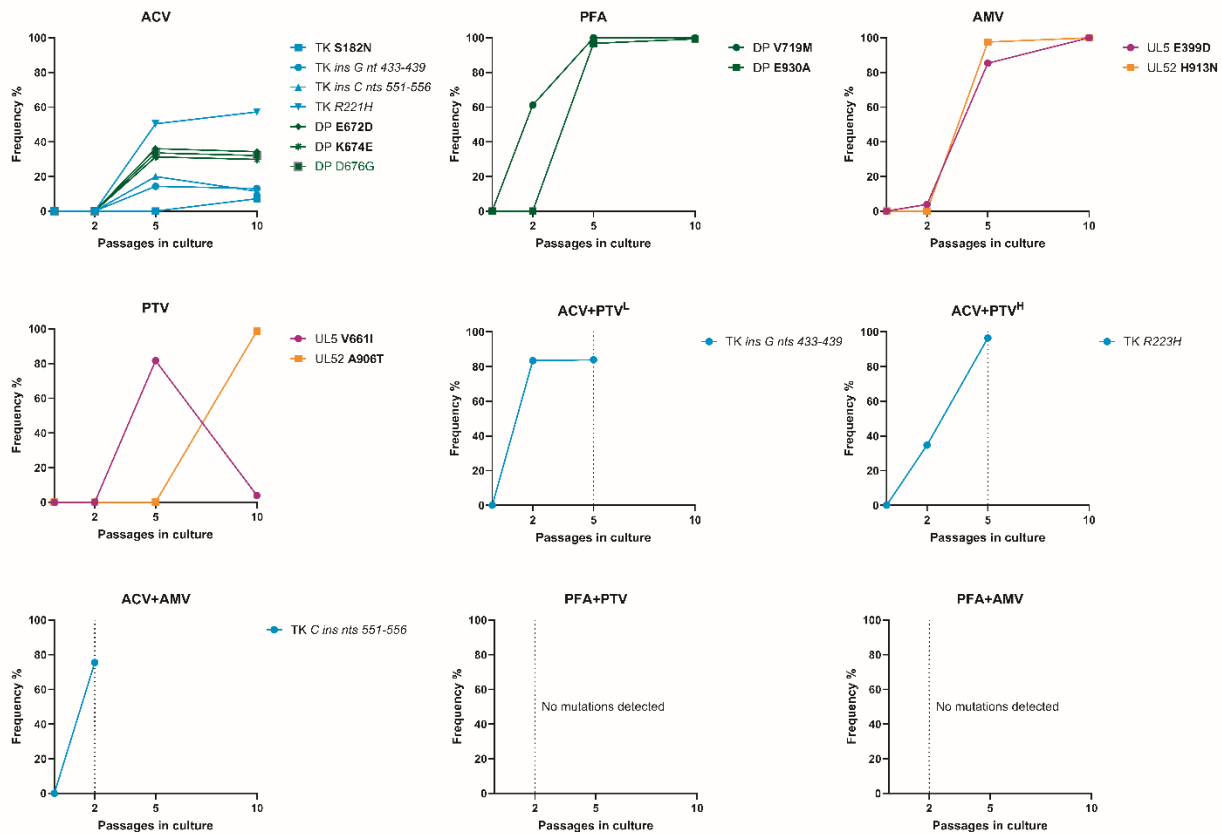 ACV
Frequency %
100
80
60
40
20
0
2
5
10
Passages in culture
TK S182N
TK ins G nt 433-439
TK ins C nts 551-556
TK R221H
DP E672D
DP K674E
DP D676G
PFA
Frequency %
100
80
60
40
20
0
2
5
10
Passages in culture
DP V719M
DP E930A
AMV
Frequency %
100
80
60
40
20
0
2
5
10
Passages in culture
UL5 E399D
UL52 H913N
PTV
Frequency %
100
80
60
40
20
0
2
5
10
Passages in culture
UL5 V661I
UL52 A906T
ACV+PTVL
Frequency %
100
80
60
40
20
0
2
5
10
Passages in culture
TK ins G nts 433-439
ACV+PTVH
Frequency %
100
80
60
40
20
0
2
5
10
Passages in culture
TK R223H
ACV+AMV
Frequency %
100
80
60
40
20
0
2
5
10
Passages in culture
TK C ins nts 551-556
PFA+PTV
Frequency %
100
80
60
40
20
0
2
5
10
Passages in culture
No mutations detected
PFA+AMV
Frequency %
100
80
60
40
20
0
2
5
10
Passages in culture
No mutations detected